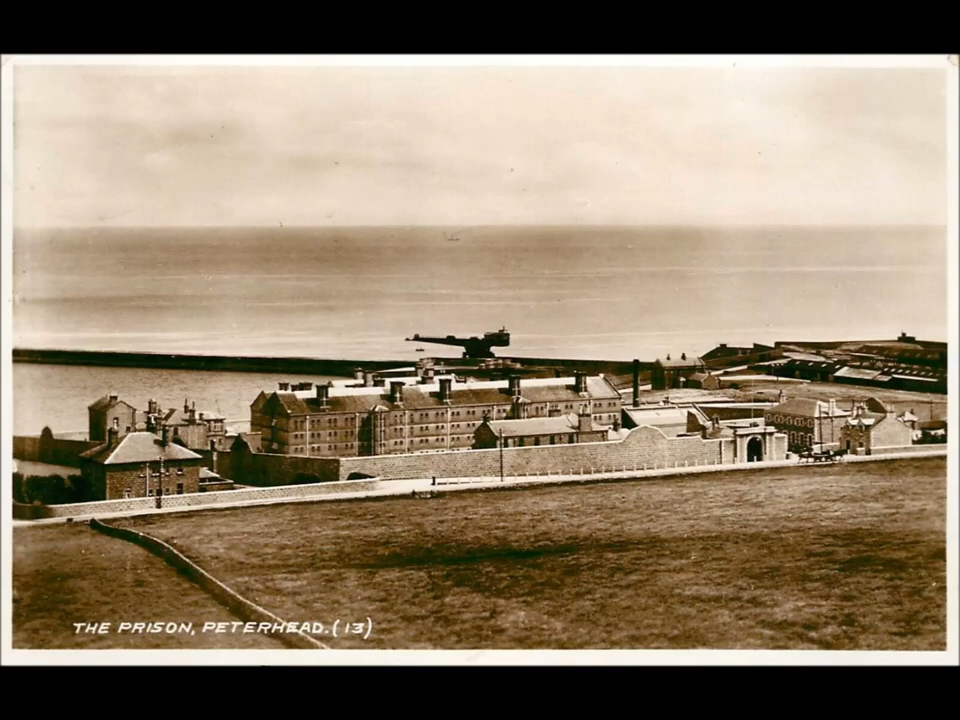 THE PRISON, PETERHEAD. (13)